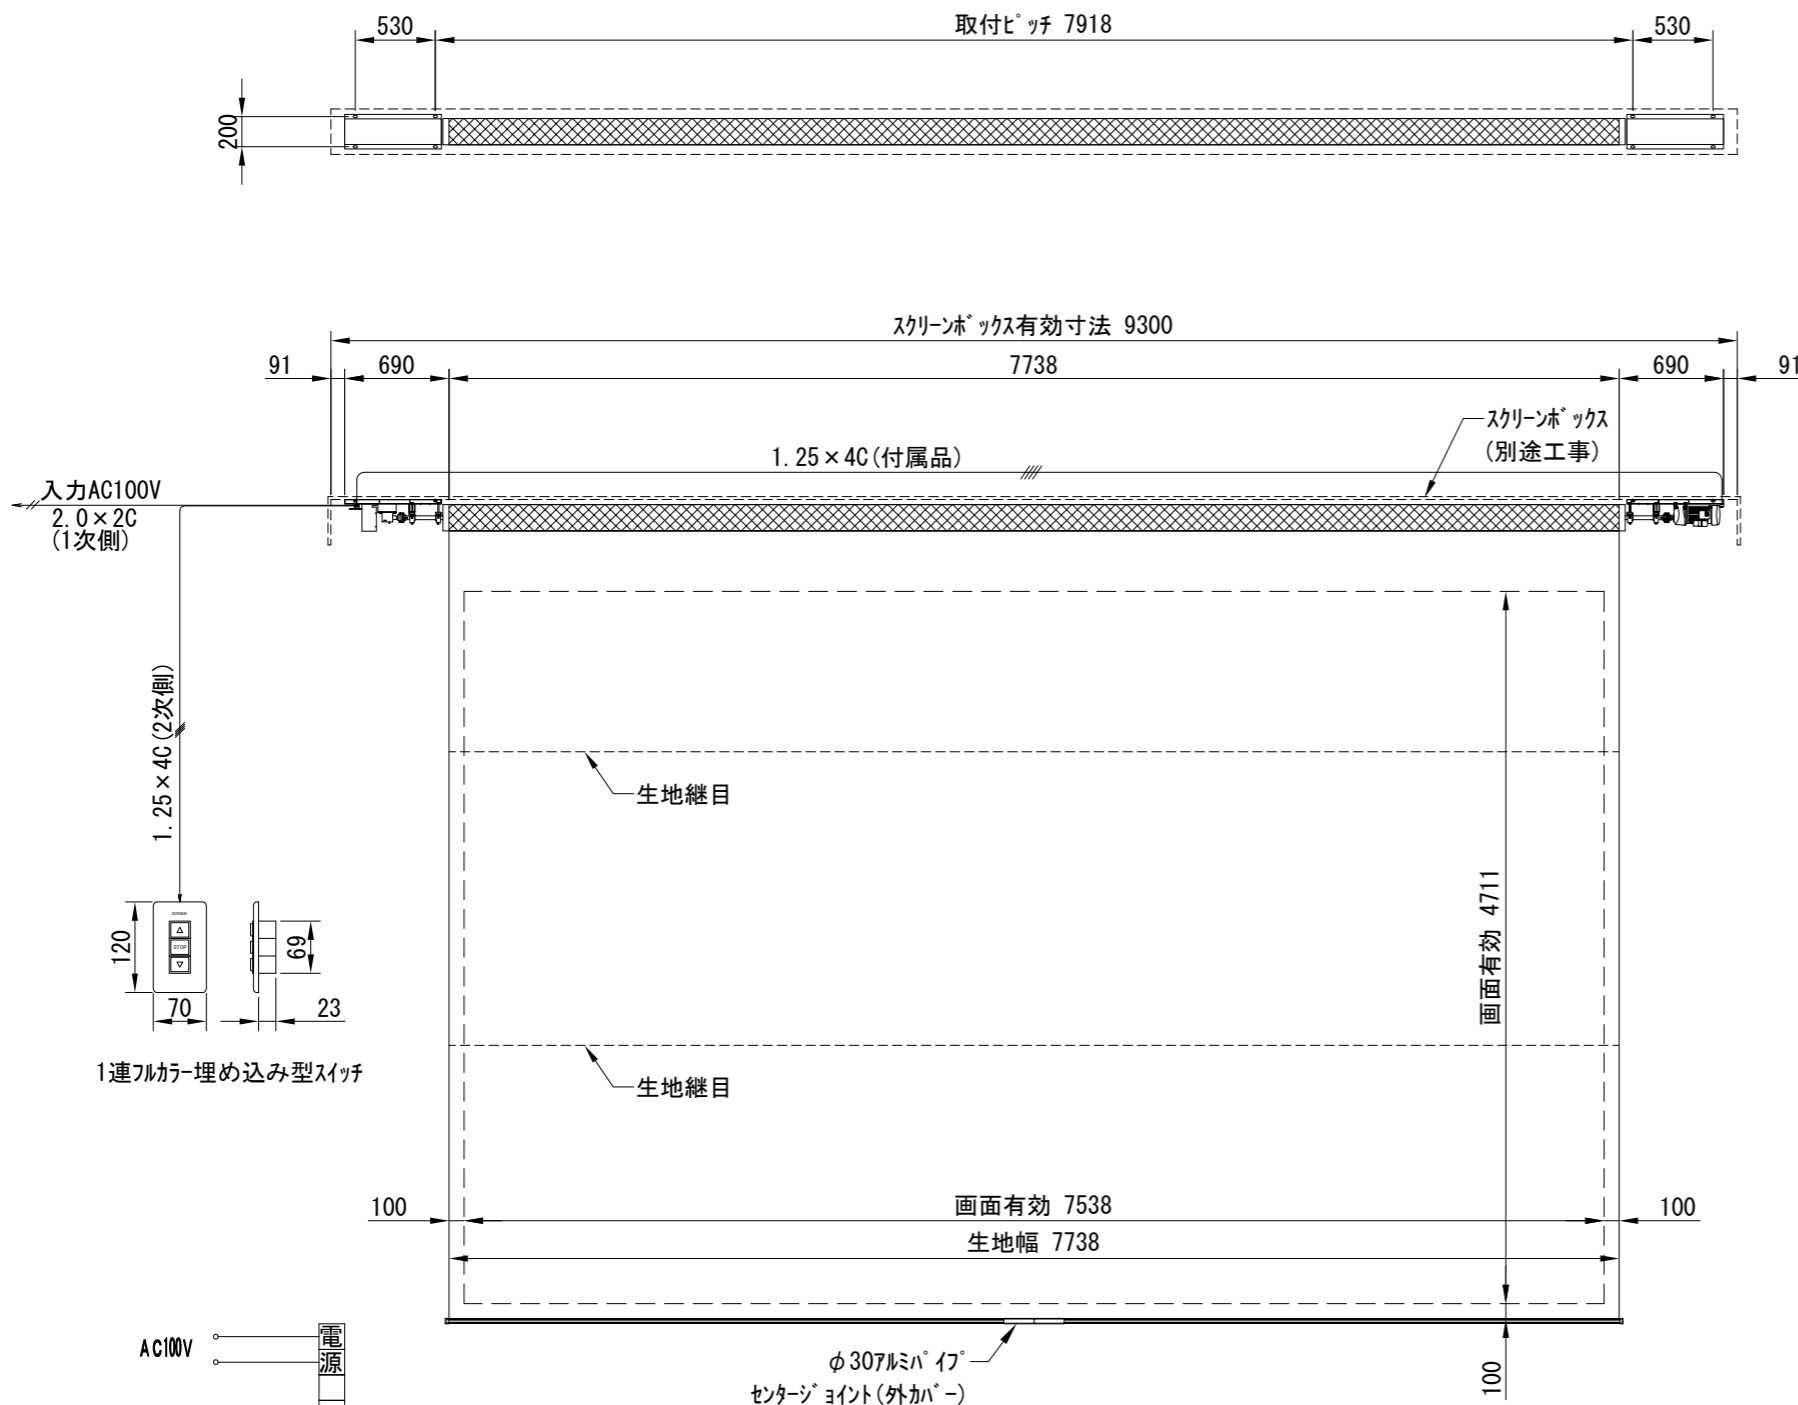 530
取付ピッチ 7918
530
200
スクリーンボックス有効寸法 9300
91
690
7738
690
91
スクリーンボックス
(別途工事)
1.25×4C(付属品)
入力AC100V
2.0×2C
(1次側)
1.25×4C(2次側)
生地継目
画面有効 4711
SCREEN
△
STOP
▽
120
69
70
23
1連フルカラー埋め込み型スイッチ
生地継目
100
画面有効 7538
100
生地幅 7738
AC100V
電
源
φ30アルミパイプ
センタージョイント(外カバー)
100